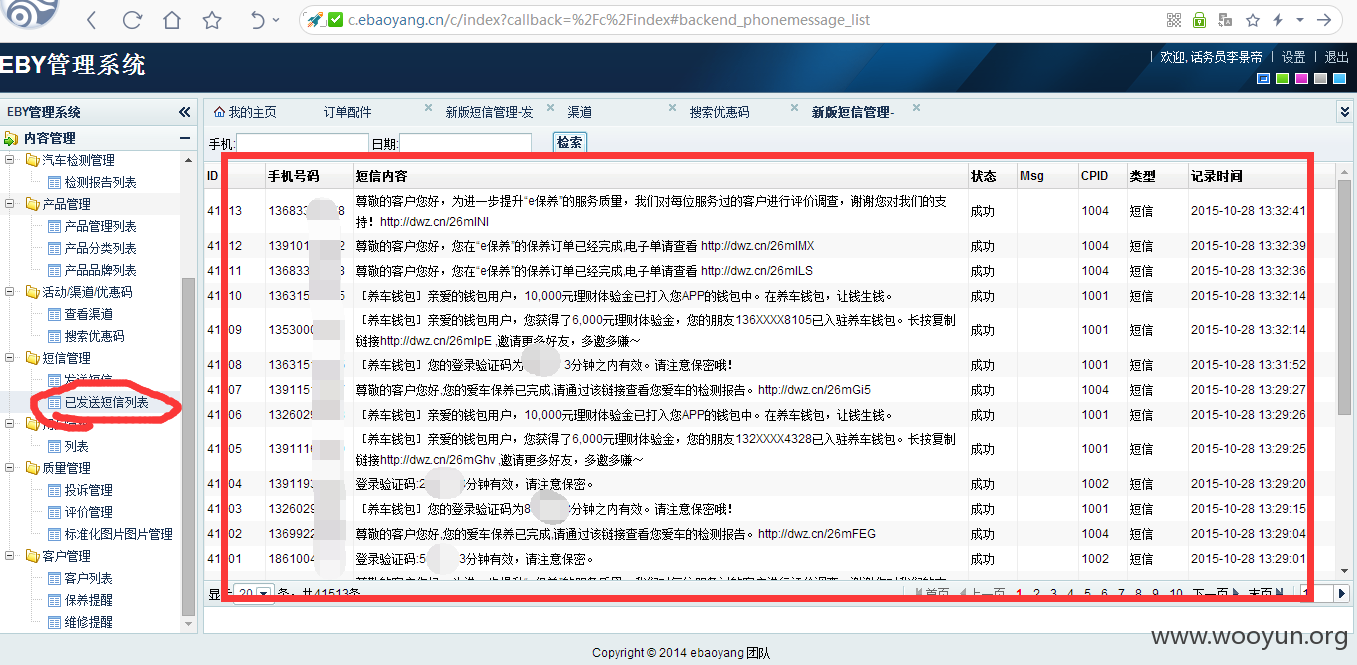 c.ebaoyang.cn/c/index?callback=%2Fc%2Findex#backend_phonemessage_list
EBY管理系统
欢迎, 话务员李景帝 | 设置 | 退出
EBY管理系统
我的主页 订单配件 新版短信管理-发 渠道 搜索优惠码 新版短信管理-
内容管理
手机: 日期: 检索
汽车检测管理
检测报告列表
产品管理
产品管理列表
产品分类列表
产品品牌列表
活动/渠道/优惠码
查看渠道
搜索优惠码
短信管理
发送短信
已发送短信列表
列表
质量管理
投诉管理
评价管理
标准化图片图片管理
客户管理
客户列表
保养提醒
维修提醒
ID 手机号码 短信内容 状态 Msg CPID 类型 记录时间
41 13 13683 8 尊敬的客户您好，为进一步提升“e保养”的服务质量，我们对每位服务过的客户进行评价调查，谢谢您对我们的支
持！http://dwz.cn/26mINI 成功 1004 短信 2015-10-28 13:32:41
41 12 139101 2 尊敬的客户您好，您在“e保养”的保养订单已经完成,电子单请查看 http://dwz.cn/26mIMX 成功 1004 短信 2015-10-28 13:32:39
41 11 13683 3 尊敬的客户您好，您在“e保养”的保养订单已经完成,电子单请查看 http://dwz.cn/26mILS 成功 1004 短信 2015-10-28 13:32:36
41 10 136315 5 ［养车钱包］亲爱的钱包用户，10,000元理财体验金已打入您APP的钱包中。在养车钱包，让钱生钱。 成功 1001 短信 2015-10-28 13:32:14
41 09 135300 ［养车钱包］亲爱的钱包用户，您获得了6,000元理财体验金，您的朋友136XXXX8105已入驻养车钱包。长按复制
链接http://dwz.cn/26mIpE ,邀请更多好友，多邀多赚～ 成功 1001 短信 2015-10-28 13:32:14
41 08 136315 ［养车钱包］您的登录验证码为 3分钟之内有效。请注意保密哦！ 成功 1001 短信 2015-10-28 13:31:52
41 07 139115 尊敬的客户您好,您的爱车保养已完成,请通过该链接查看您爱车的检测报告。http://dwz.cn/26mGi5 成功 1004 短信 2015-10-28 13:29:27
41 06 132602 ［养车钱包］亲爱的钱包用户，10,000元理财体验金已打入您APP的钱包中。在养车钱包，让钱生钱。 成功 1001 短信 2015-10-28 13:29:26
41 05 139111 ［养车钱包］亲爱的钱包用户，您获得了6,000元理财体验金，您的朋友132XXXX4328已入驻养车钱包。长按复制
链接http://dwz.cn/26mGhv ,邀请更多好友，多邀多赚～ 成功 1001 短信 2015-10-28 13:29:25
41 04 139119 登录验证码:2 分钟有效，请注意保密。 成功 1002 短信 2015-10-28 13:29:20
41 03 132602 ［养车钱包］您的登录验证码为8 分钟之内有效。请注意保密哦！ 成功 1001 短信 2015-10-28 13:29:15
41 02 136992 尊敬的客户您好,您的爱车保养已完成,请通过该链接查看您爱车的检测报告。http://dwz.cn/26mFEG 成功 1004 短信 2015-10-28 13:29:04
41 01 186100 登录验证码:5 3分钟有效，请注意保密。 成功 1002 短信 2015-10-28 13:29:01
20 条，共41513条 首页 上一页 1 2 3 4 5 6 7 8 9 10 下一页 末页
www.wooyun.org
Copyright © 2014 ebaoyang 团队